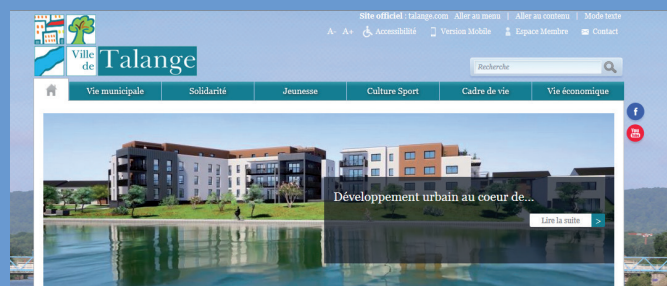 Site officiel : talange.com Aller au menu | Aller au contenu | Mode texte
A- A+ Accessibilité Version Mobile Espace Membre Contact
Ville
de Talange
Recherche
Vie municipale Solidarité Jeunesse Culture Sport Cadre de vie Vie économique
f
You
Développement urbain au coeur de...
Lire la suite >